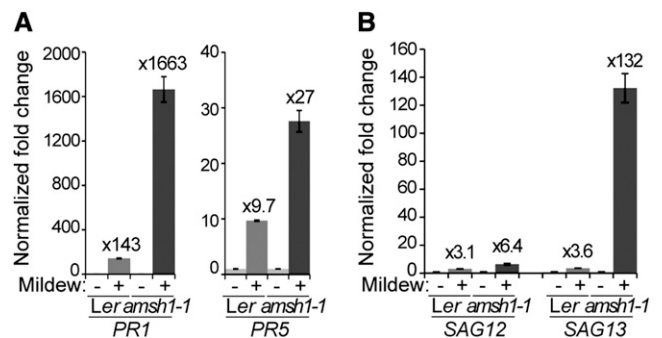 A
Normalized fold change
2000
1600
1200
800
400
0
x143
x1663
40
30
20
10
0
x9.7
x27
Mildew: - + - + - + - +
Ler amsh1-1 Ler amsh1-1
PR1 PR5
B
Normalized fold change
160
140
120
100
80
60
40
20
0
x3.1
x6.4
x3.6
x132
Mildew: - + - + - + - +
Ler amsh1-1 Ler amsh1-1
SAG12 SAG13